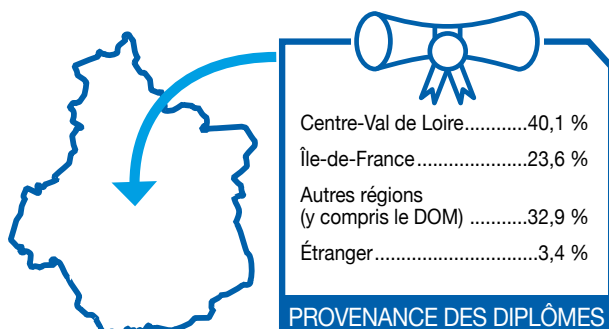 Centre-Val de Loire............40,1 %
Île-de-France....................23,6 %
Autres régions
(y compris le DOM) ..........32,9 %
Étranger..............................3,4 %
PROVENANCE DES DIPLÔMES